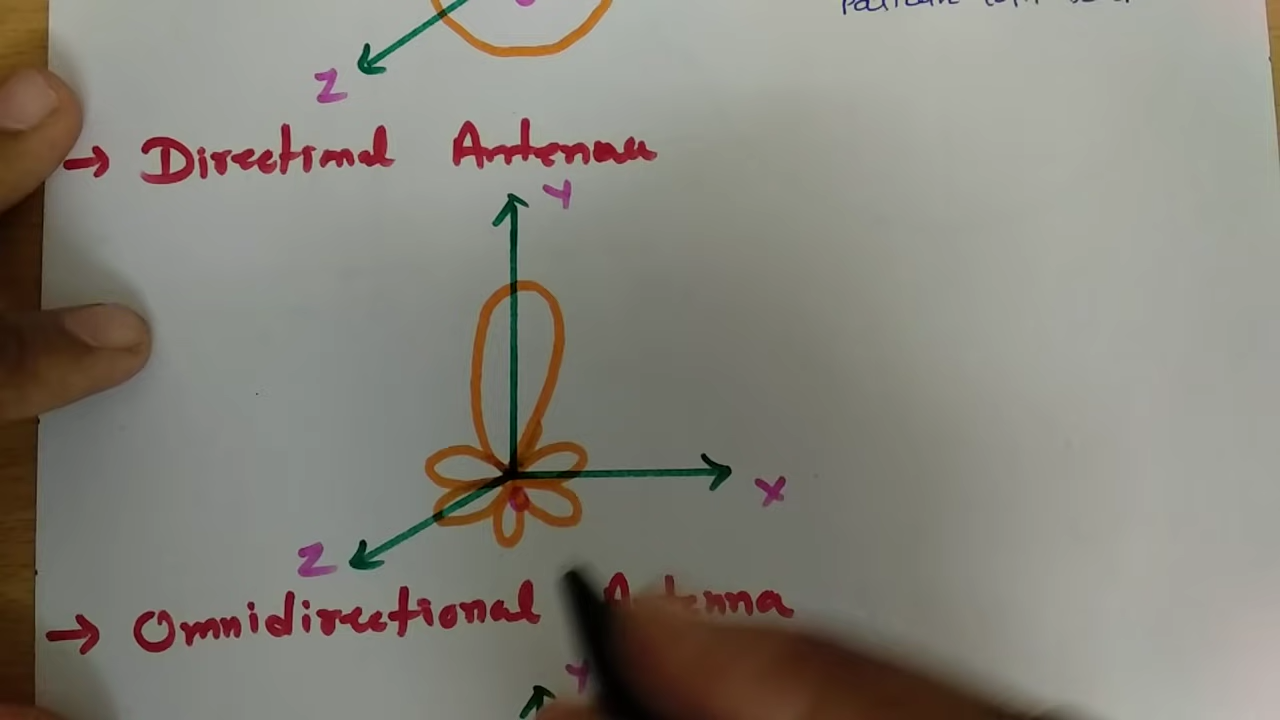 Z
→ Directional Antenna
Y
X
Z
→ Omnidirectional Antenna
Y